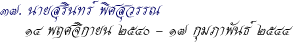 ๓๗. นายสุรินทร์ พิศสุวรรณ
๑๔ พฤศจิกายน ๒๕๔๐ - ๑๗ กุมภาพันธ์ ๒๕๔๔